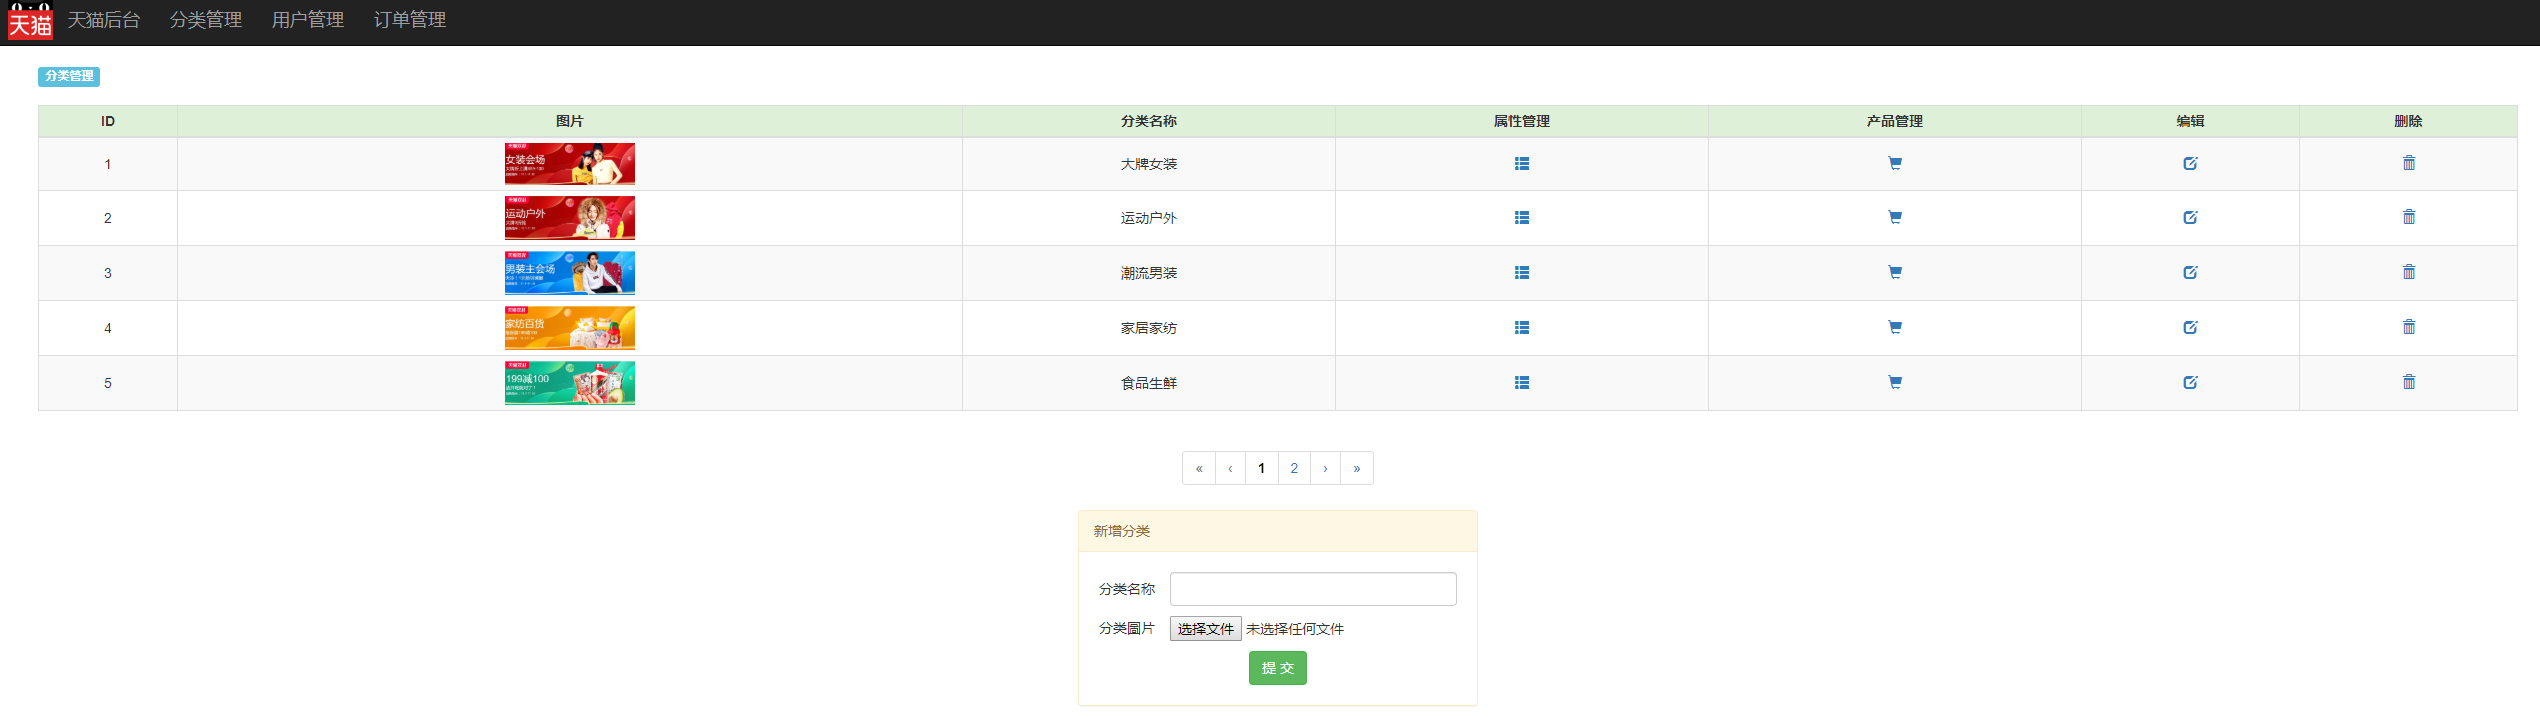 天猫 天猫后台 分类管理 用户管理 订单管理
分类管理
ID 图片 分类名称 属性管理 产品管理 编辑 删除
1 女装会场 大牌女装
2 运动户外 运动户外
3 男装主会场 潮流男装
4 家纺百货 家居家纺
5 199减100 食品生鲜
« ‹ 1 2 › »
新增分类
分类名称
分类圖片 选择文件 未选择任何文件
提 交